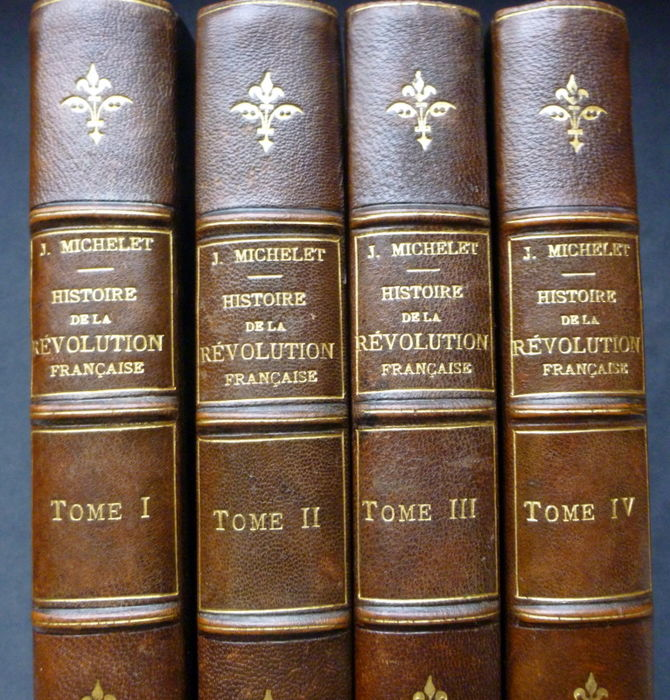 J. MICHELET
HISTOIRE
DE LA
RÉVOLUTION
FRANÇAISE
TOME I
J. MICHELET
HISTOIRE
DE LA
RÉVOLUTION
FRANÇAISE
TOME II
J. MICHELET
HISTOIRE
DE LA
RÉVOLUTION
FRANÇAISE
TOME III
J. MICHELET
HISTOIRE
DE LA
RÉVOLUTION
FRANÇAISE
TOME IV